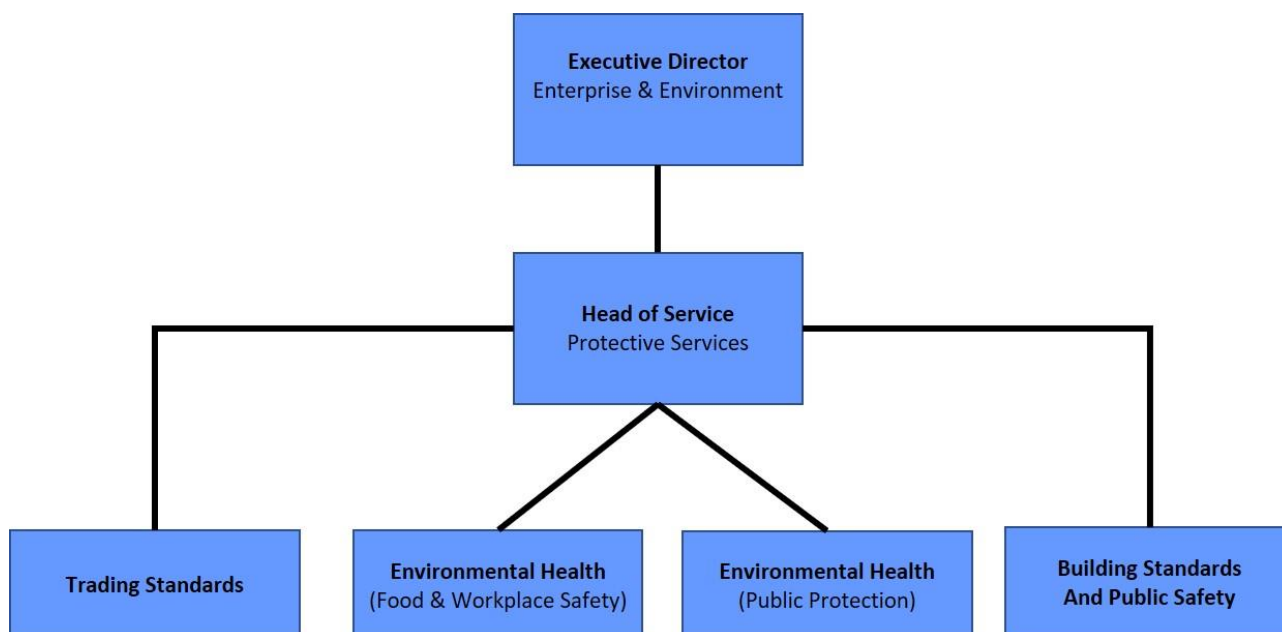 Executive Director
Enterprise & Environment
Head of Service
Protective Services
Trading Standards
Environmental Health
(Food & Workplace Safety)
Environmental Health
(Public Protection)
Building Standards
And Public Safety